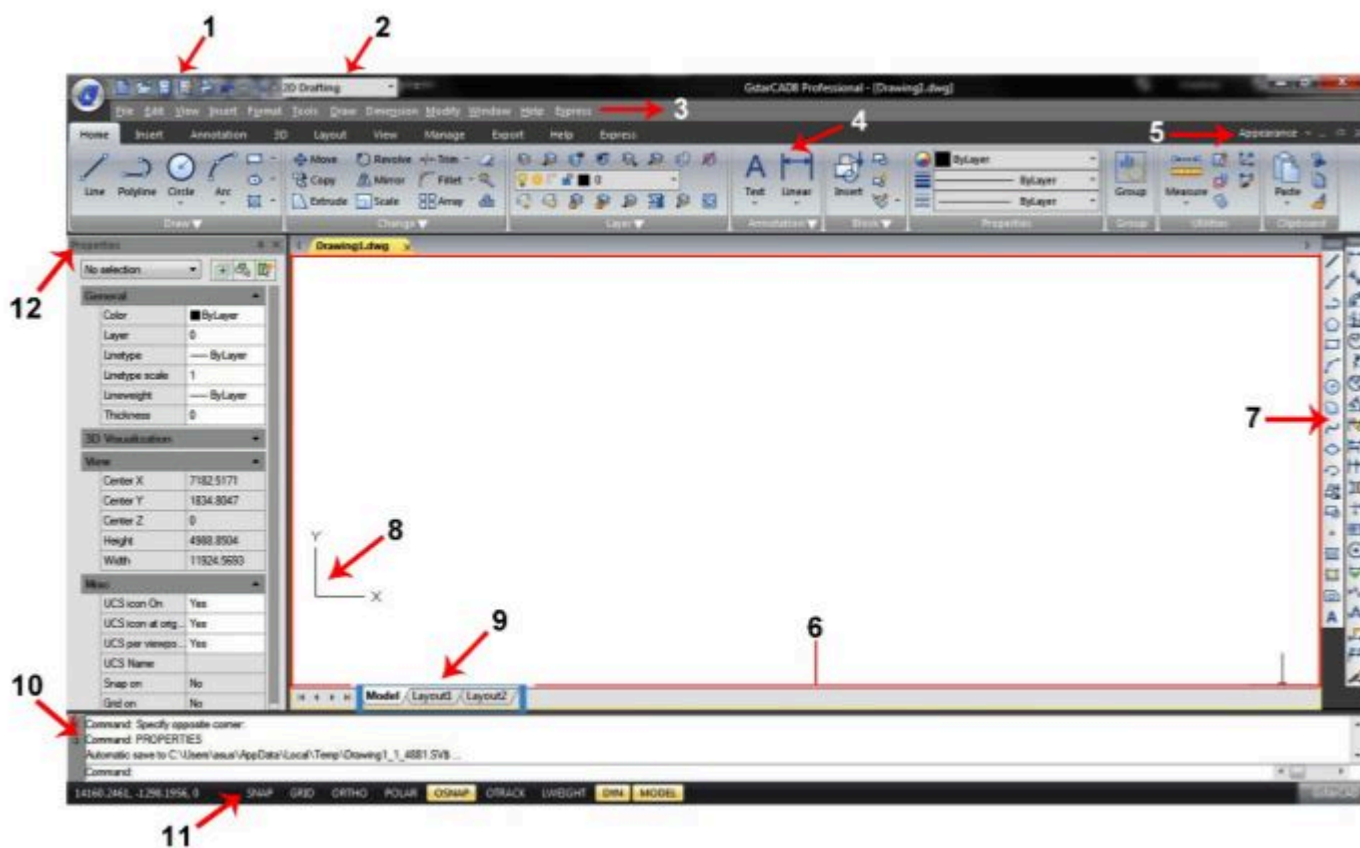 1
2
2D Drafting
GstarCAD8 Professional - [Drawing1.dwg]
File Edit View Insert Format Tools Draw Dimension Modify Window Help Express
3
4
5
Home Insert Annotation 3D Layout View Manage Export Help Express
Appearance
Move Revolve Trim
ByLayer
Copy Mirror Fillet
0
ByLayer
Line Polyline Circle Arc
Text Linear Insert
Group Measure Paste
Extrude Scale Array
ByLayer
Draw Change Layer Annotation Block Properties Group Utilities Clipboard
Properties
Drawing1.dwg
12
No selection
General
Color ByLayer
Layer 0
Linetype ByLayer
Linetype scale 1
Lineweight ByLayer
Thickness 0
3D Visualization
View
Center X 7182.5171
Center Y 1834.8047
Center Z 0
Height 4988.8504
Width 11924.5693
Misc
UCS icon On Yes
UCS icon at orig... Yes
UCS per viewpo... Yes
UCS Name
Snap on No
Grid on No
7
Y
8
X
9
6
Model Layout1 Layout2
10
Command: Specify opposite corner:
Command: PROPERTIES
Automatic save to C:\Users\asus\AppData\Local\Temp\Drawing1_1_4881.SV$ ...
Command:
14160.2461, -1298.1956, 0 SNAP GRID ORTHO POLAR OSNAP OTRACK LWEIGHT DYN MODEL
GstarCAD
11